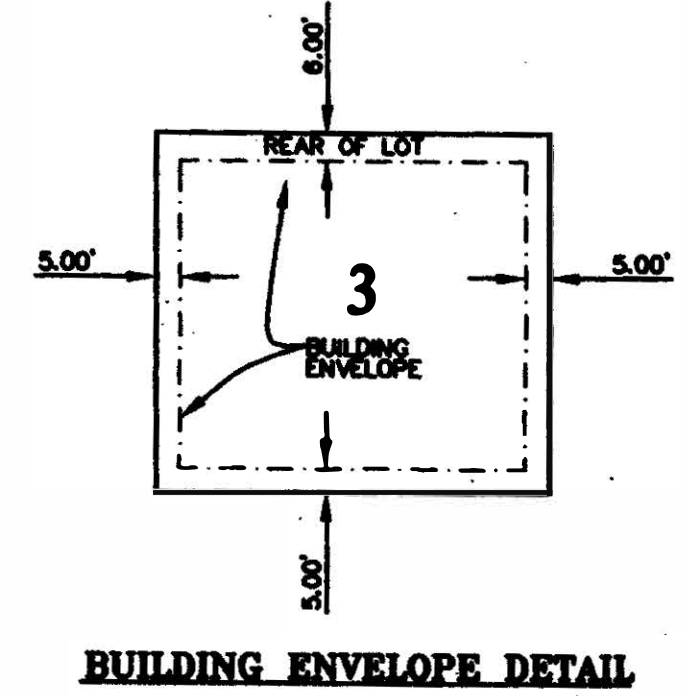 6.00'
REAR OF LOT
5.00'
5.00'
3
BUILDING
ENVELOPE
5.00'
BUILDING ENVELOPE DETAIL